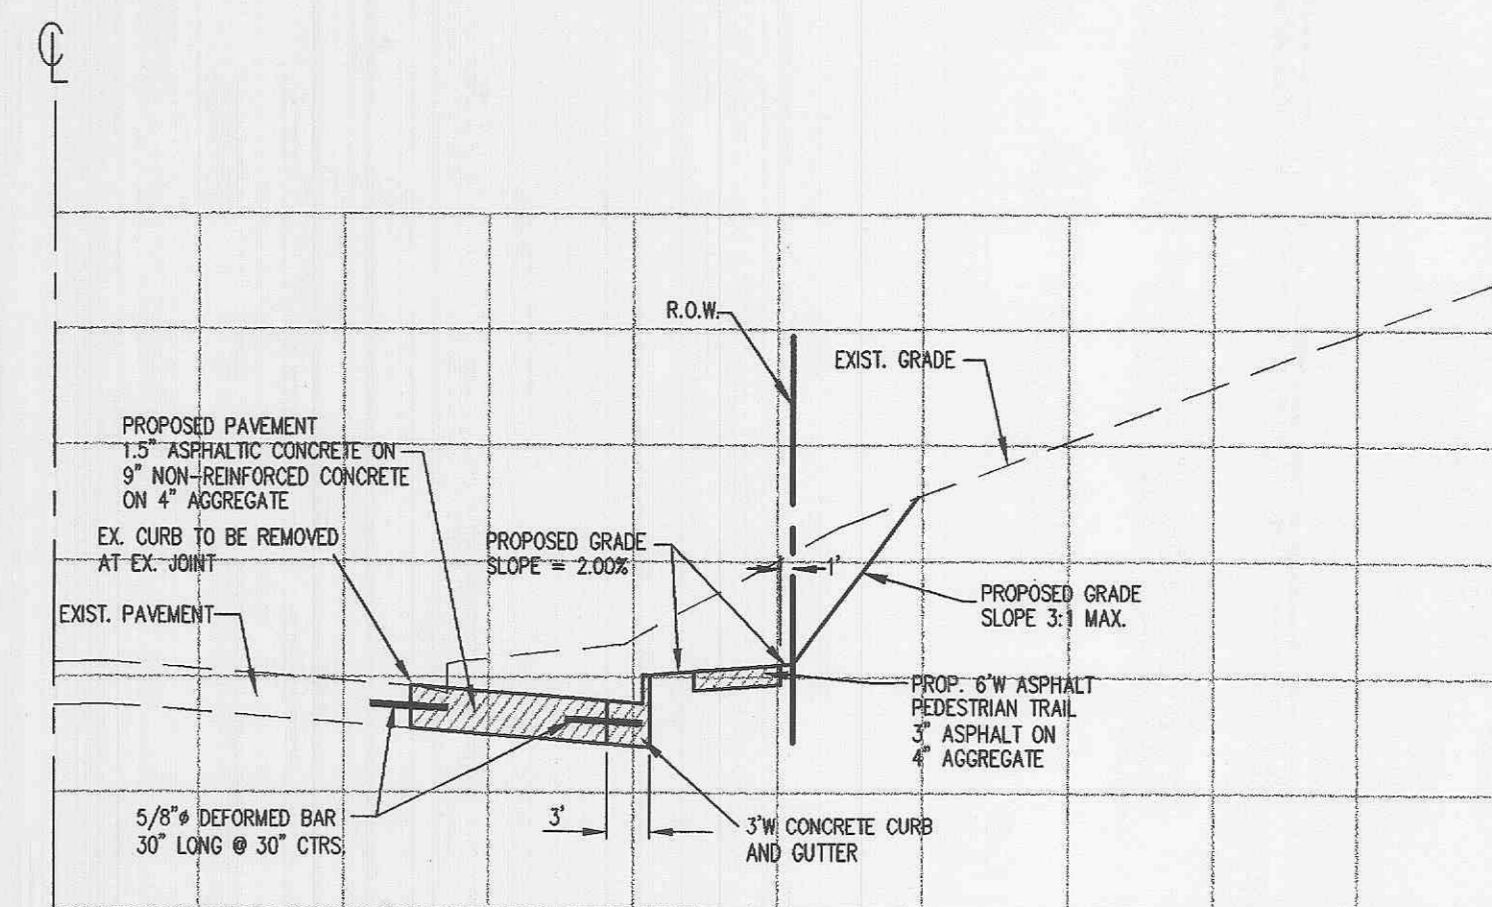 ℄
R.O.W.
EXIST. GRADE
PROPOSED PAVEMENT
1.5" ASPHALTIC CONCRETE ON
9" NON-REINFORCED CONCRETE
ON 4" AGGREGATE
EX. CURB TO BE REMOVED
AT EX. JOINT
PROPOSED GRADE
SLOPE = 2.00%
1'
EXIST. PAVEMENT
PROPOSED GRADE
SLOPE 3:1 MAX.
PROP. 6'W ASPHALT
PEDESTRIAN TRAIL
3" ASPHALT ON
4" AGGREGATE
5/8"ø DEFORMED BAR
30" LONG @ 30" CTRS.
3'
3'W CONCRETE CURB
AND GUTTER